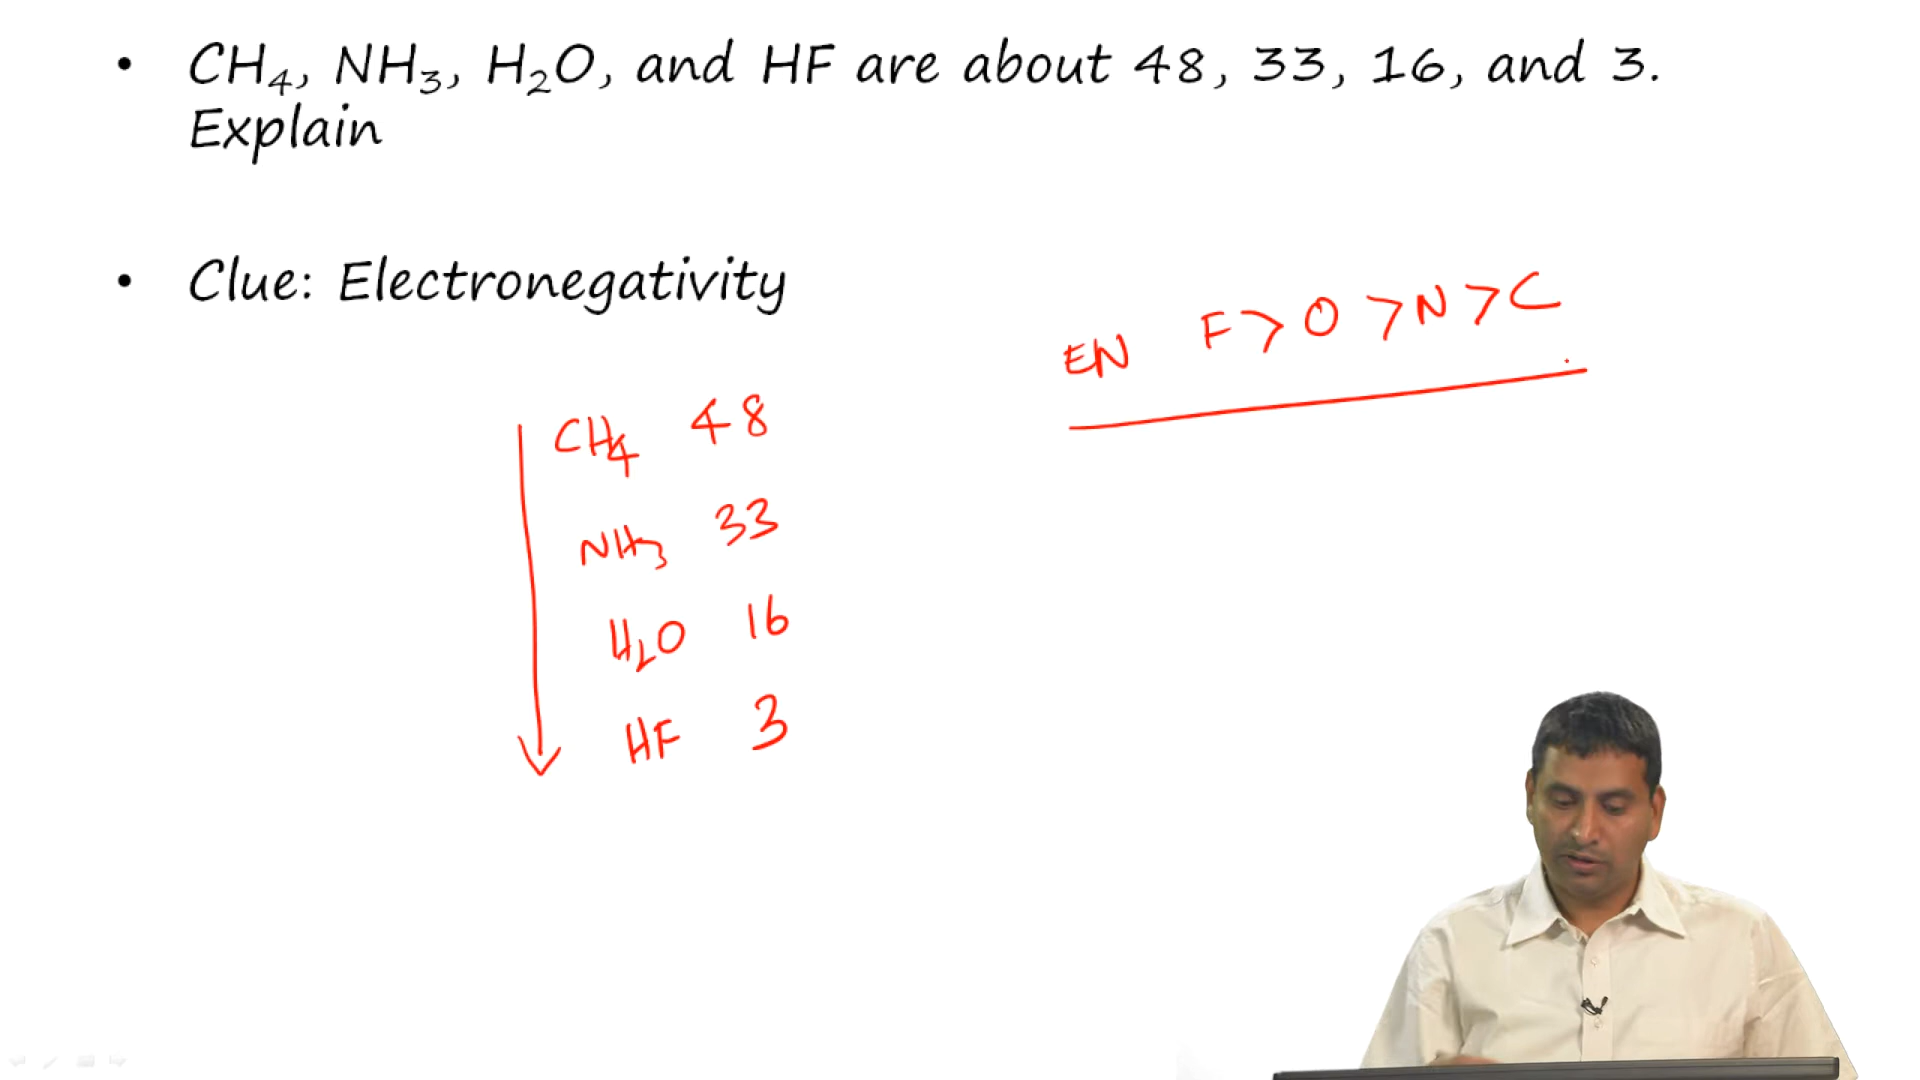 • CH₄, NH₃, H₂O, and HF are about 48, 33, 16, and 3.
Explain
• Clue: Electronegativity
EN F > O > N > C
CH₄ 48
NH₃ 33
H₂O 16
HF 3